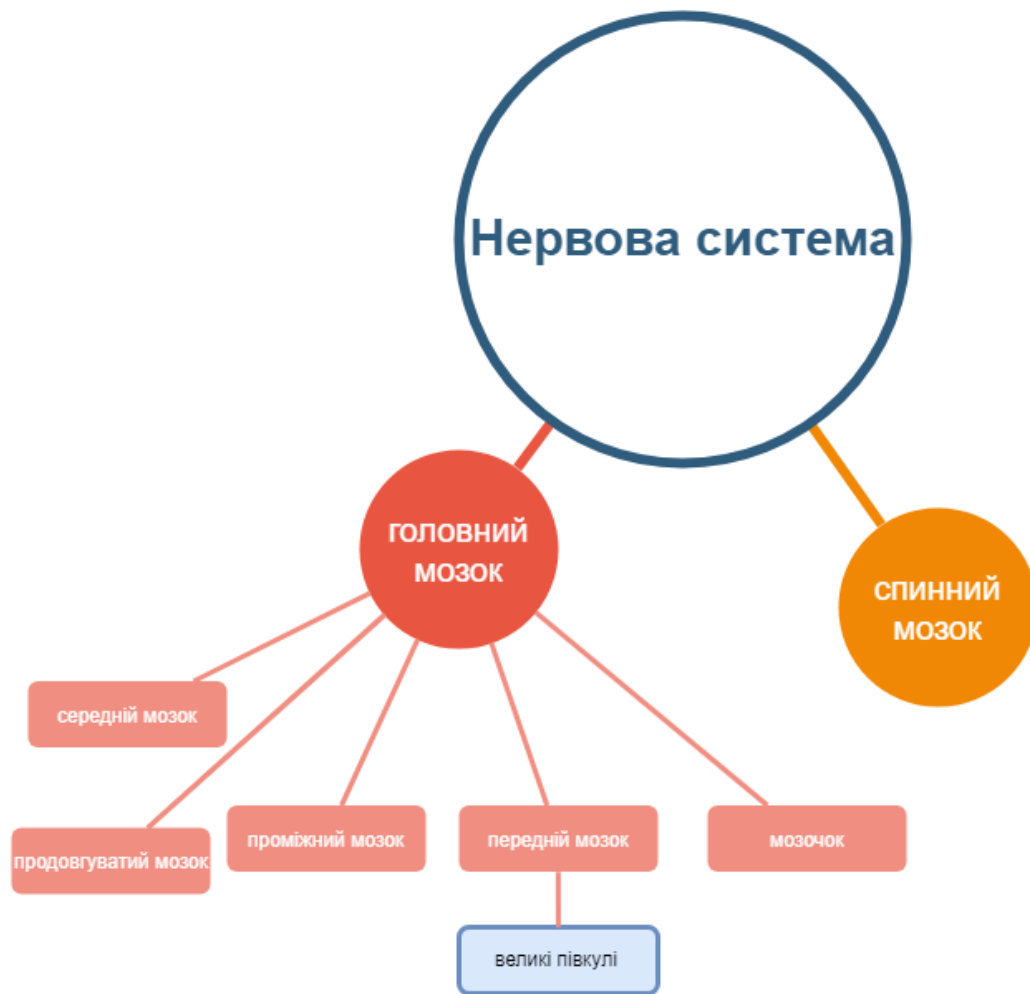 Нервова система
ГОЛОВНИЙ
МОЗОК
СПИННИЙ
МОЗОК
середній мозок
продовгуватий мозок
проміжний мозок
передній мозок
мозочок
великі півкулі